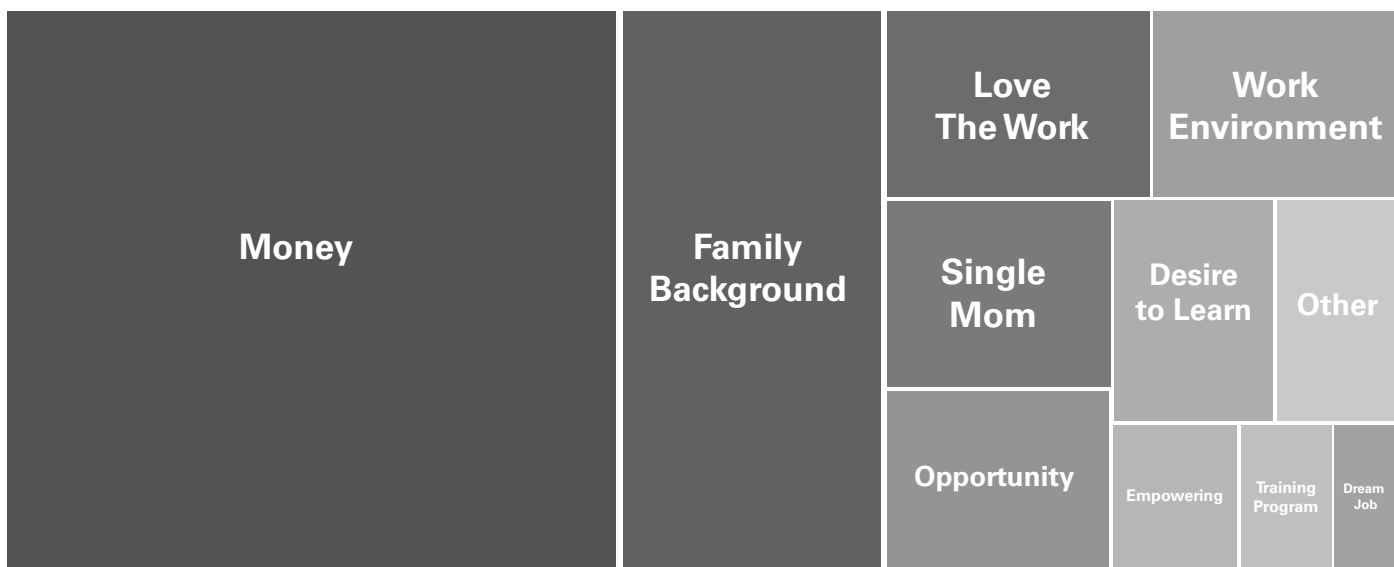 Money
Family
Background
Love
The Work
Work
Environment
Single
Mom
Desire
to Learn
Other
Opportunity
Empowering
Training
Program
Dream
Job